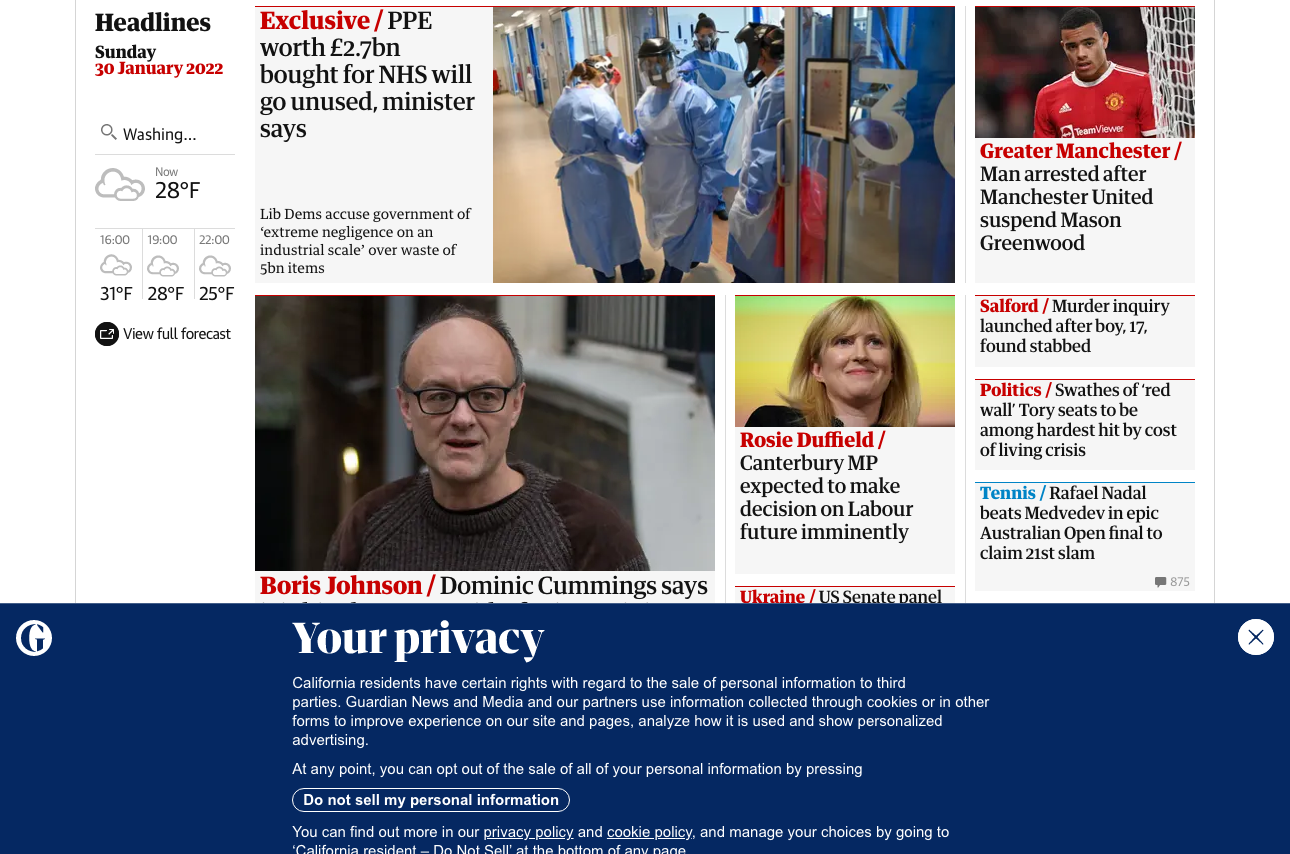 Headlines
Sunday
30 January 2022
Washing...
Now
28°F
16:00
19:00
22:00
31°F
28°F
25°F
View full forecast
Exclusive / PPE
worth £2.7bn
bought for NHS will
go unused, minister
says
Lib Dems accuse government of
‘extreme negligence on an
industrial scale’ over waste of
5bn items
30
TeamViewer
Greater Manchester /
Man arrested after
Manchester United
suspend Mason
Greenwood
Boris Johnson / Dominic Cummings says
Rosie Duffield /
Canterbury MP
expected to make
decision on Labour
future imminently
Ukraine / US Senate panel
Salford / Murder inquiry
launched after boy, 17,
found stabbed
Politics / Swathes of ‘red
wall’ Tory seats to be
among hardest hit by cost
of living crisis
Tennis / Rafael Nadal
beats Medvedev in epic
Australian Open final to
claim 21st slam
875
Your privacy
California residents have certain rights with regard to the sale of personal information to third
parties. Guardian News and Media and our partners use information collected through cookies or in other
forms to improve experience on our site and pages, analyze how it is used and show personalized
advertising.
At any point, you can opt out of the sale of all of your personal information by pressing
Do not sell my personal information
You can find out more in our privacy policy and cookie policy, and manage your choices by going to
‘California resident – Do Not Sell’ at the bottom of any page.